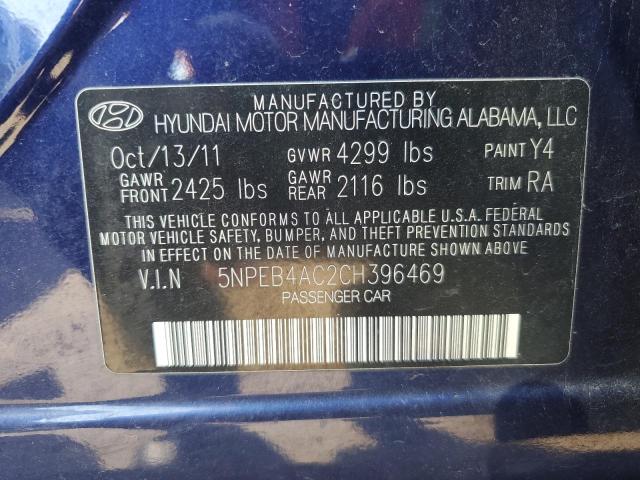 MANUFACTURED BY
HYUNDAI MOTOR MANUFACTURING ALABAMA, LLC
Oct/13/11 GVWR 4299 lbs PAINT Y4
GAWR FRONT 2425 lbs GAWR REAR 2116 lbs TRIM RA
THIS VEHICLE CONFORMS TO ALL APPLICABLE U.S.A. FEDERAL
MOTOR VEHICLE SAFETY, BUMPER, AND THEFT PREVENTION STANDARDS
IN EFFECT ON THE DATE OF MANUFACTURE SHOWN ABOVE.
V.I.N 5NPEB4AC2CH396469
PASSENGER CAR